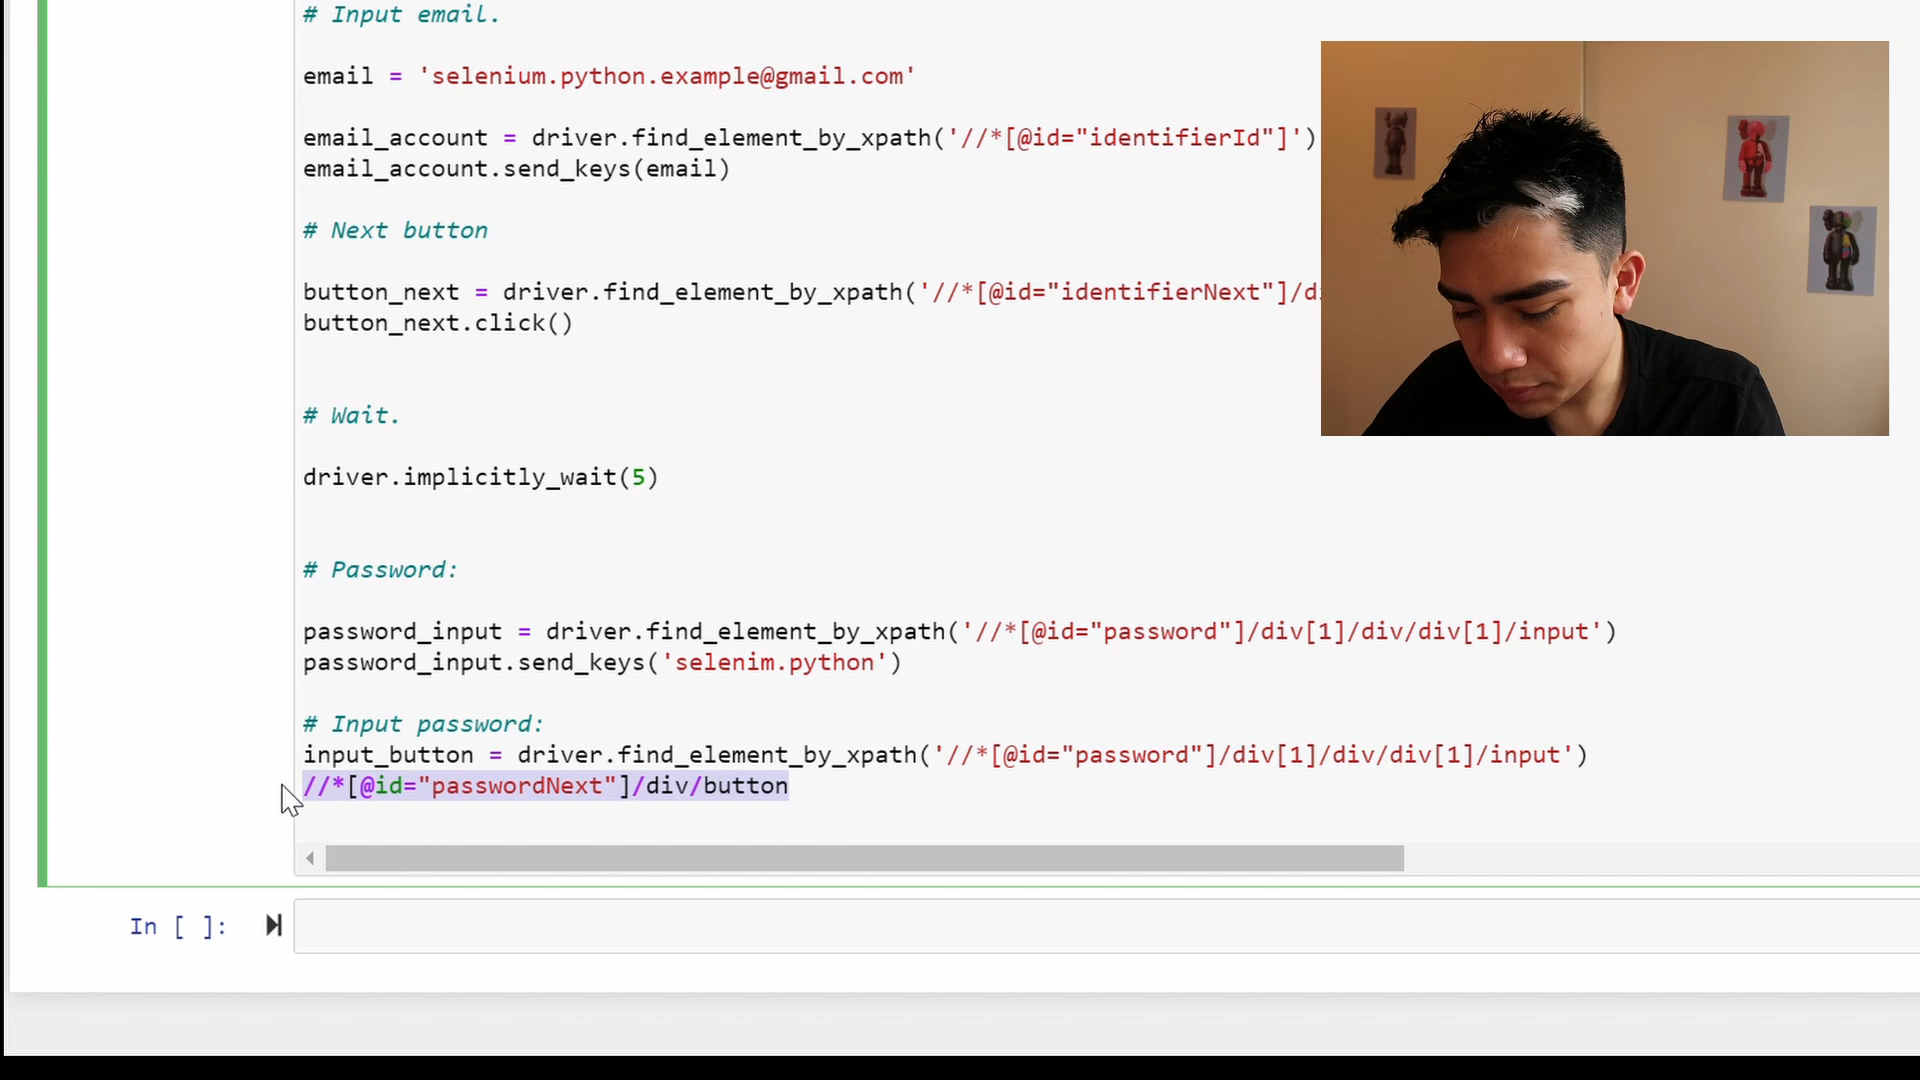 # Input email.
email = 'selenium.python.example@gmail.com'
email_account = driver.find_element_by_xpath('//*[@id="identifierId"]')
email_account.send_keys(email)
# Next button
button_next = driver.find_element_by_xpath('//*[@id="identifierNext"]/d
button_next.click()
# Wait.
driver.implicitly_wait(5)
# Password:
password_input = driver.find_element_by_xpath('//*[@id="password"]/div[1]/div/div[1]/input')
password_input.send_keys('selenim.python')
# Input password:
input_button = driver.find_element_by_xpath('//*[@id="password"]/div[1]/div/div[1]/input')
//*[@id="passwordNext"]/div/button
In [ ]: